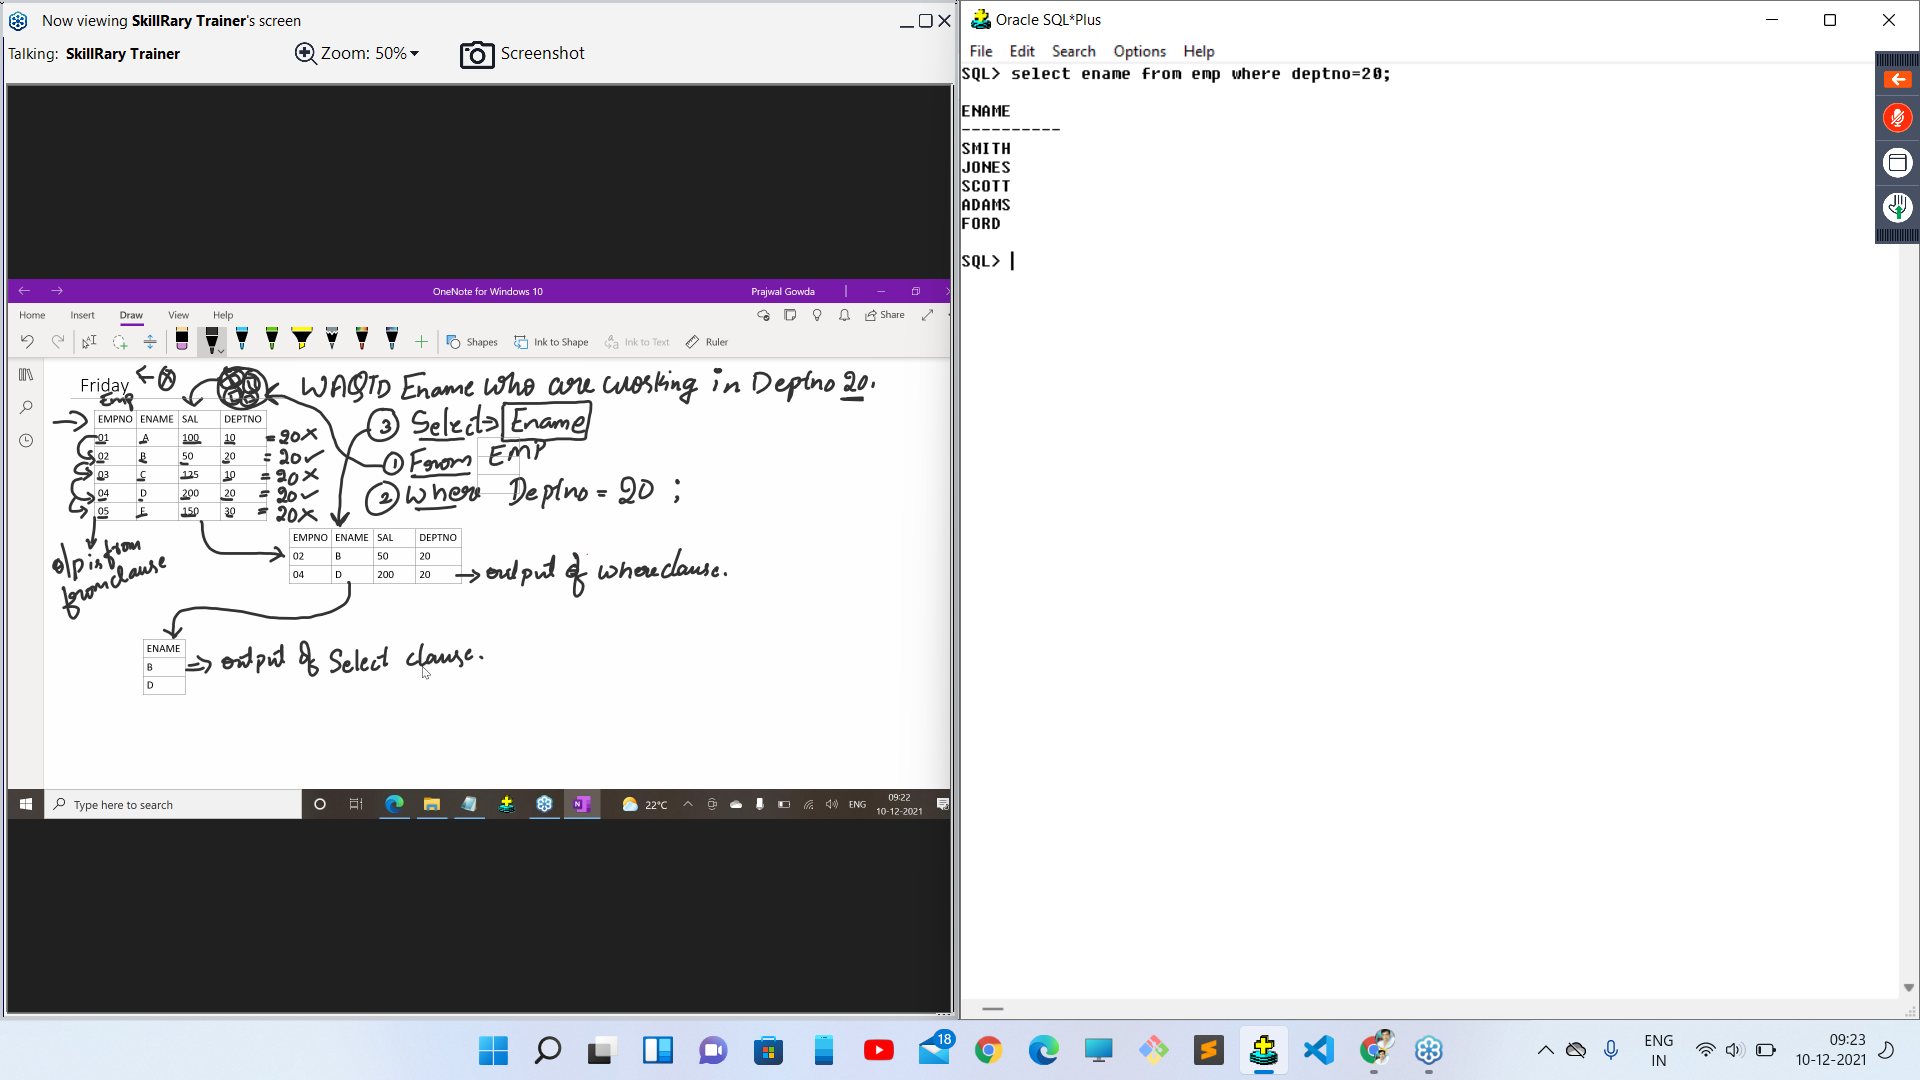 Now viewing SkillRary Trainer's screen
Talking: SkillRary Trainer
Zoom: 50%
Screenshot
OneNote for Windows 10
Prajwal Gowda
Home Insert Draw View Help
Share
Shapes
Ink to Shape
Ink to Text
Ruler
Friday
WAQTD Ename who are working in Deptno 20.
Emp
EMPNO ENAME SAL DEPTNO
01 A 100 10 = 20 X
02 B 50 20 = 20 ✓
03 C 125 10 = 20 X
04 D 200 20 = 20 ✓
05 E 150 30 = 20 X
3 Select Ename
1 From EMP
2 Where Deptno = 20 ;
o/p is from
from clause
EMPNO ENAME SAL DEPTNO
02 B 50 20
04 D 200 20
output of where clause.
ENAME
B
D
output of Select clause.
Type here to search
22°C
ENG
09:22
10-12-2021
Oracle SQL*Plus
File Edit Search Options Help
SQL> select ename from emp where deptno=20;
ENAME
----------
SMITH
JONES
SCOTT
ADAMS
FORD
SQL>
18
ENG
IN
09:23
10-12-2021